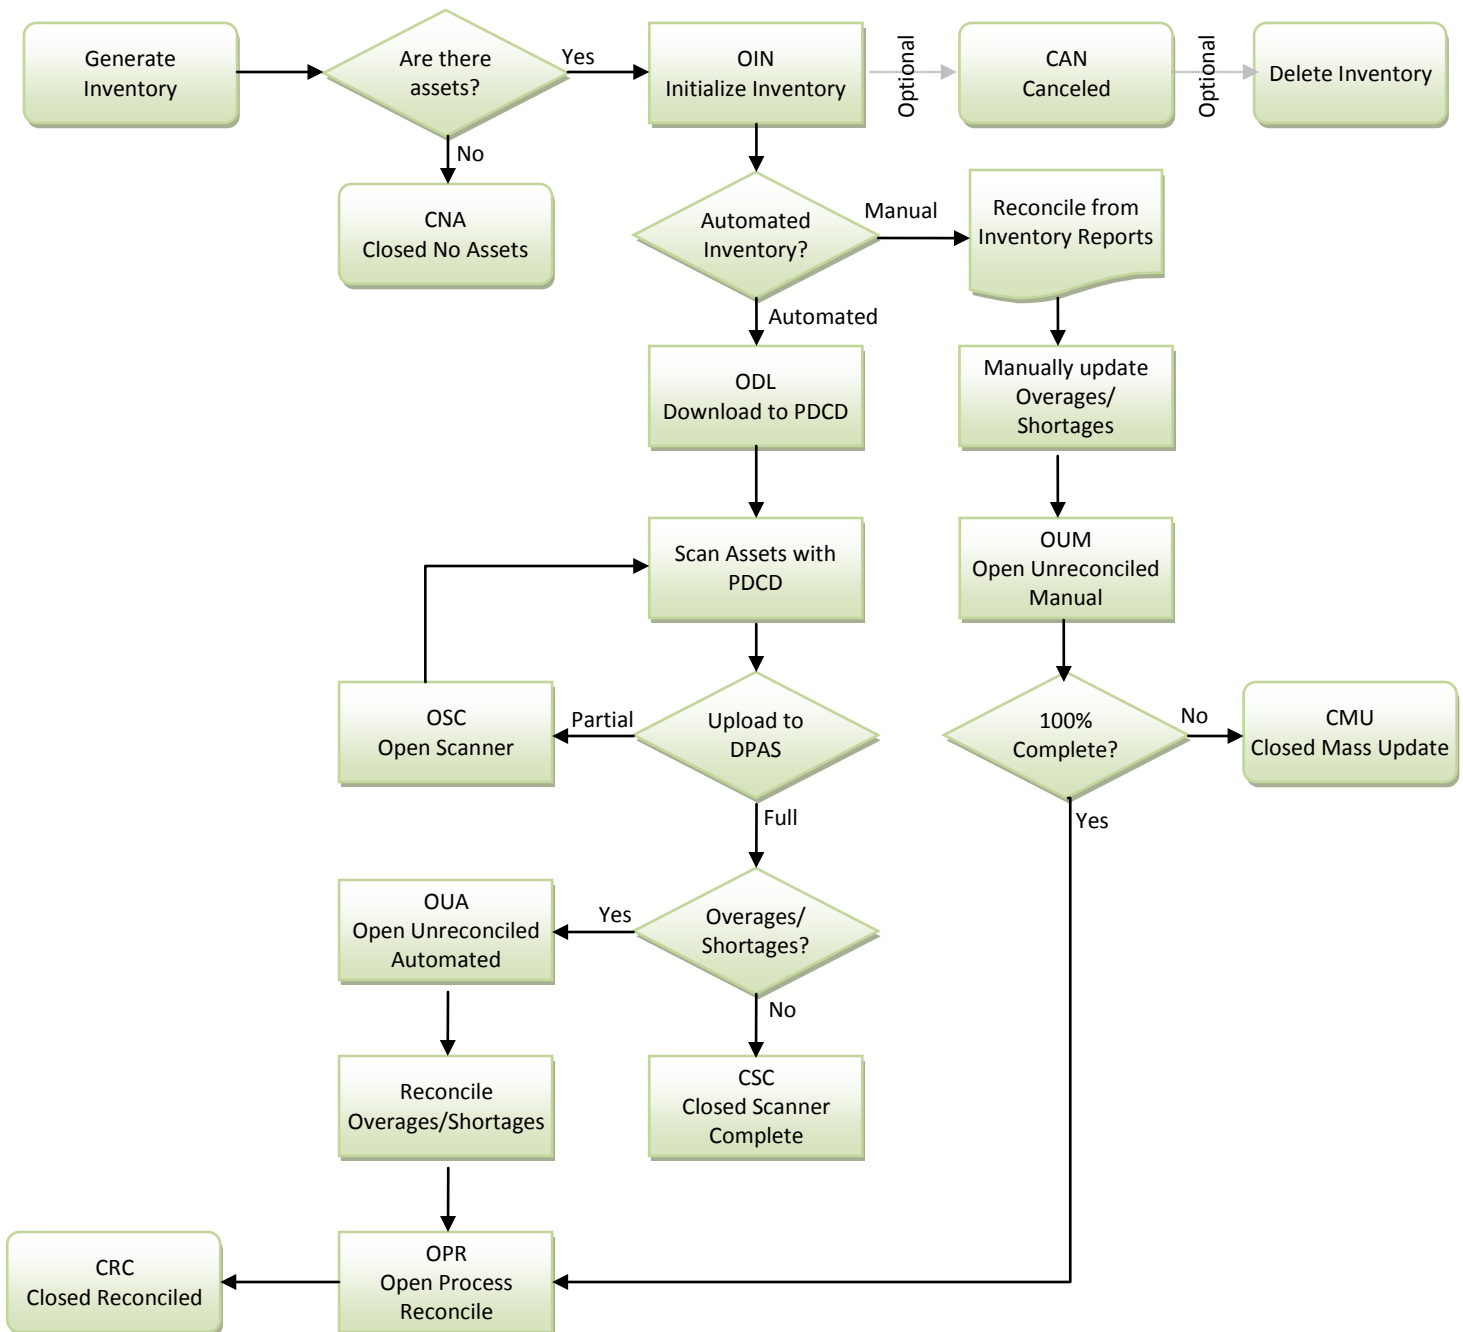 Generate
Inventory
Are there
assets?
Yes
OIN
Initialize Inventory
Optional
CAN
Canceled
Optional
Delete Inventory
No
CNA
Closed No Assets
Automated
Inventory?
Manual
Reconcile from
Inventory Reports
Automated
ODL
Download to PDCD
Manually update
Overages/
Shortages
Scan Assets with
PDCD
OUM
Open Unreconciled
Manual
OSC
Open Scanner
Partial
Upload to
DPAS
100%
Complete?
No
CMU
Closed Mass Update
Full
Yes
OUA
Open Unreconciled
Automated
Yes
Overages/
Shortages?
No
Reconcile
Overages/Shortages
CSC
Closed Scanner
Complete
CRC
Closed Reconciled
OPR
Open Process
Reconcile